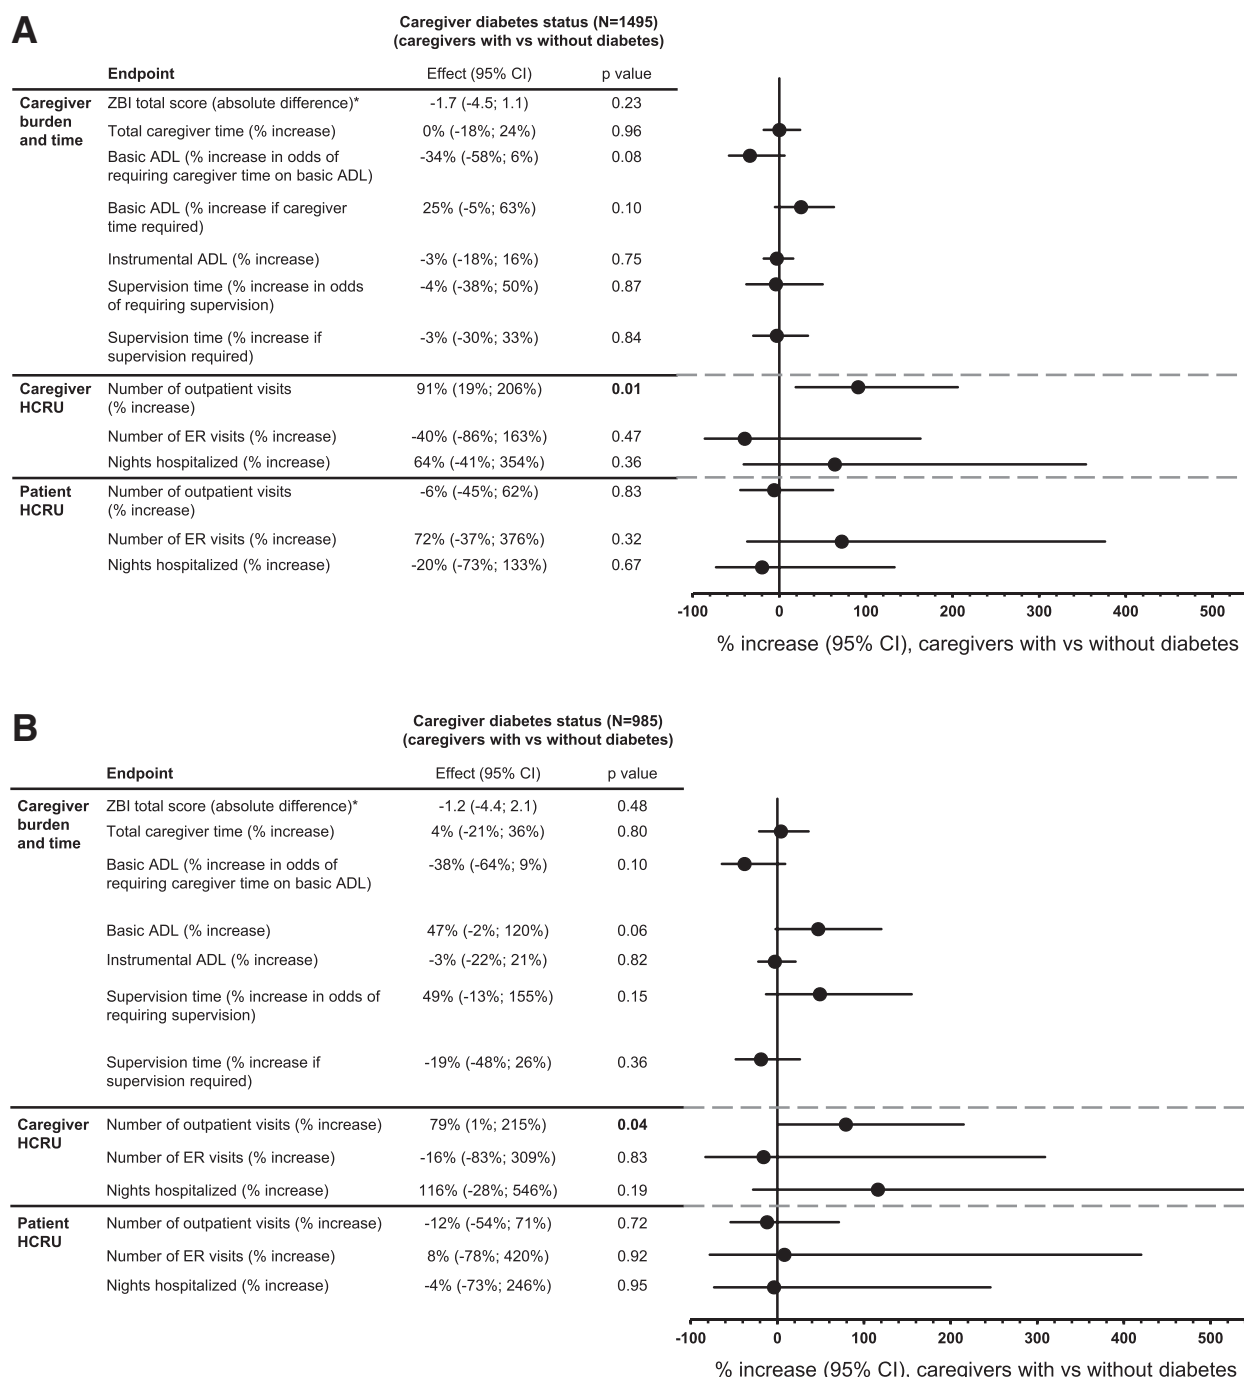 A
Caregiver diabetes status (N=1495)
(caregivers with vs without diabetes)
Endpoint Effect (95% CI) p value
Caregiver burden and time
ZBI total score (absolute difference)* -1.7 (-4.5; 1.1) 0.23
Total caregiver time (% increase) 0% (-18%; 24%) 0.96
Basic ADL (% increase in odds of -34% (-58%; 6%) 0.08
requiring caregiver time on basic ADL)
Basic ADL (% increase if caregiver 25% (-5%; 63%) 0.10
time required)
Instrumental ADL (% increase) -3% (-18%; 16%) 0.75
Supervision time (% increase in odds -4% (-38%; 50%) 0.87
of requiring supervision)
Supervision time (% increase if -3% (-30%; 33%) 0.84
supervision required)
Caregiver HCRU
Number of outpatient visits 91% (19%; 206%) 0.01
(% increase)
Number of ER visits (% increase) -40% (-86%; 163%) 0.47
Nights hospitalized (% increase) 64% (-41%; 354%) 0.36
Patient HCRU
Number of outpatient visits -6% (-45%; 62%) 0.83
(% increase)
Number of ER visits (% increase) 72% (-37%; 376%) 0.32
Nights hospitalized (% increase) -20% (-73%; 133%) 0.67
-100 0 100 200 300 400 500
% increase (95% CI), caregivers with vs without diabetes
B
Caregiver diabetes status (N=985)
(caregivers with vs without diabetes)
Endpoint Effect (95% CI) p value
Caregiver burden and time
ZBI total score (absolute difference)* -1.2 (-4.4; 2.1) 0.48
Total caregiver time (% increase) 4% (-21%; 36%) 0.80
Basic ADL (% increase in odds of -38% (-64%; 9%) 0.10
requiring caregiver time on basic ADL)
Basic ADL (% increase) 47% (-2%; 120%) 0.06
Instrumental ADL (% increase) -3% (-22%; 21%) 0.82
Supervision time (% increase in odds of 49% (-13%; 155%) 0.15
requiring supervision)
Supervision time (% increase if -19% (-48%; 26%) 0.36
supervision required)
Caregiver HCRU
Number of outpatient visits (% increase) 79% (1%; 215%) 0.04
Number of ER visits (% increase) -16% (-83%; 309%) 0.83
Nights hospitalized (% increase) 116% (-28%; 546%) 0.19
Patient HCRU
Number of outpatient visits (% increase) -12% (-54%; 71%) 0.72
Number of ER visits (% increase) 8% (-78%; 420%) 0.92
Nights hospitalized (% increase) -4% (-73%; 246%) 0.95
-100 0 100 200 300 400 500
% increase (95% CI), caregivers with vs without diabetes